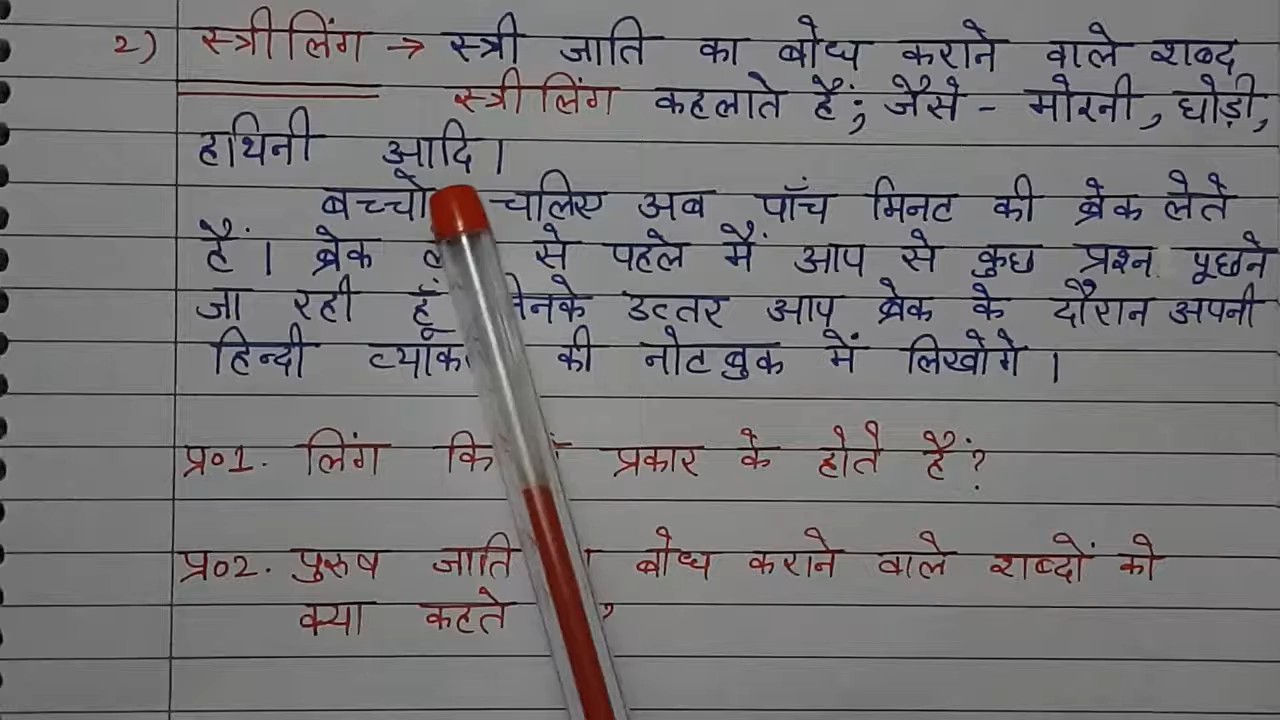 2) स्त्रीलिंग → स्त्री जाति का बोध कराने वाले शब्द
स्त्रीलिंग कहलाते हैं; जैसे - मोरनी, घोड़ी,
हथिनी आदि।
बच्चों चलिए अब पाँच मिनट की ब्रेक लेते
हैं। ब्रेक से पहले मैं आप से कुछ प्रश्न पूछने
जा रही हूँ के उत्तर आप ब्रेक के दौरान अपनी
हिन्दी की नोटबुक में लिखोगे।
प्र०1. लिंग प्रकार के होते हैं?
प्र०2. पुरुष जाति बोध कराने वाले शब्दों को
क्या कहते